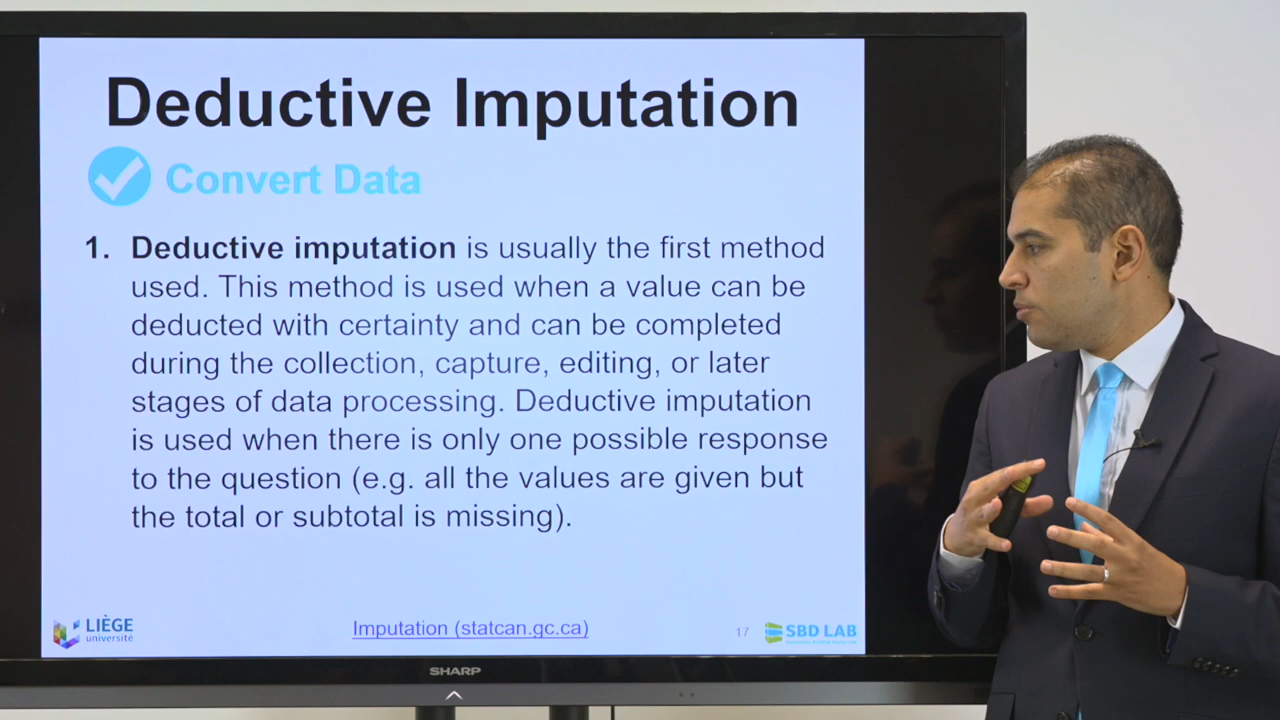 Deductive Imputation
Convert Data
1. Deductive imputation is usually the first method
used. This method is used when a value can be
deducted with certainty and can be completed
during the collection, capture, editing, or later
stages of data processing. Deductive imputation
is used when there is only one possible response
to the question (e.g. all the values are given but
the total or subtotal is missing).
LIÈGE
université
Imputation (statcan.gc.ca)
17
SBD LAB
SHARP